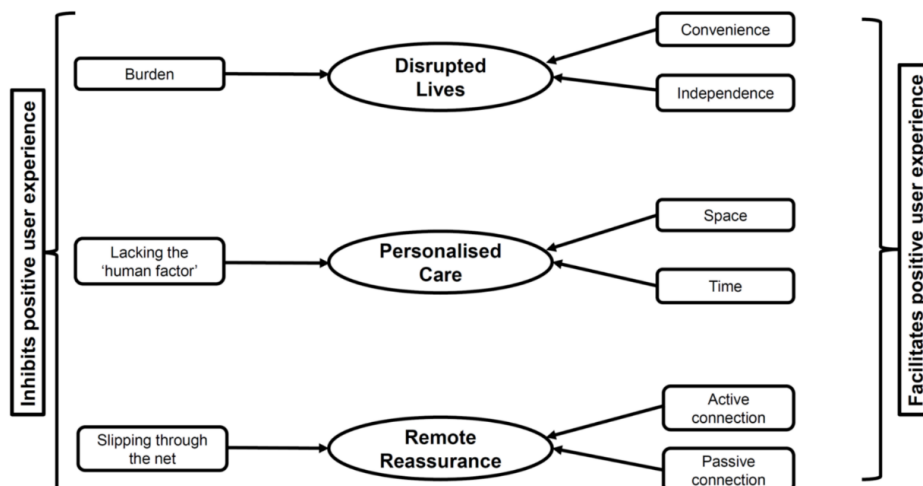 Inhibits positive user experience
Burden
Disrupted
Lives
Convenience
Independence
Lacking the
‘human factor’
Personalised
Care
Space
Time
Slipping through
the net
Remote
Reassurance
Active
connection
Passive
connection
Facilitates positive user experience